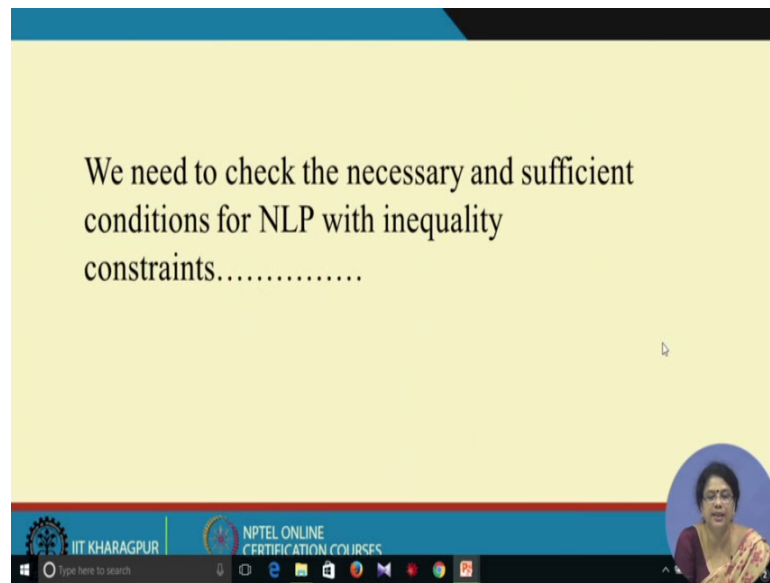 We need to check the necessary and sufficient
conditions for NLP with inequality
constraints……………
IIT KHARAGPUR
NPTEL ONLINE
CERTIFICATION COURSES
Type here to search